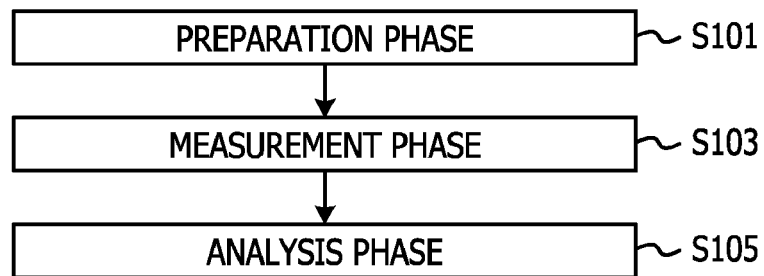 PREPARATION PHASE S101
MEASUREMENT PHASE S103
ANALYSIS PHASE S105